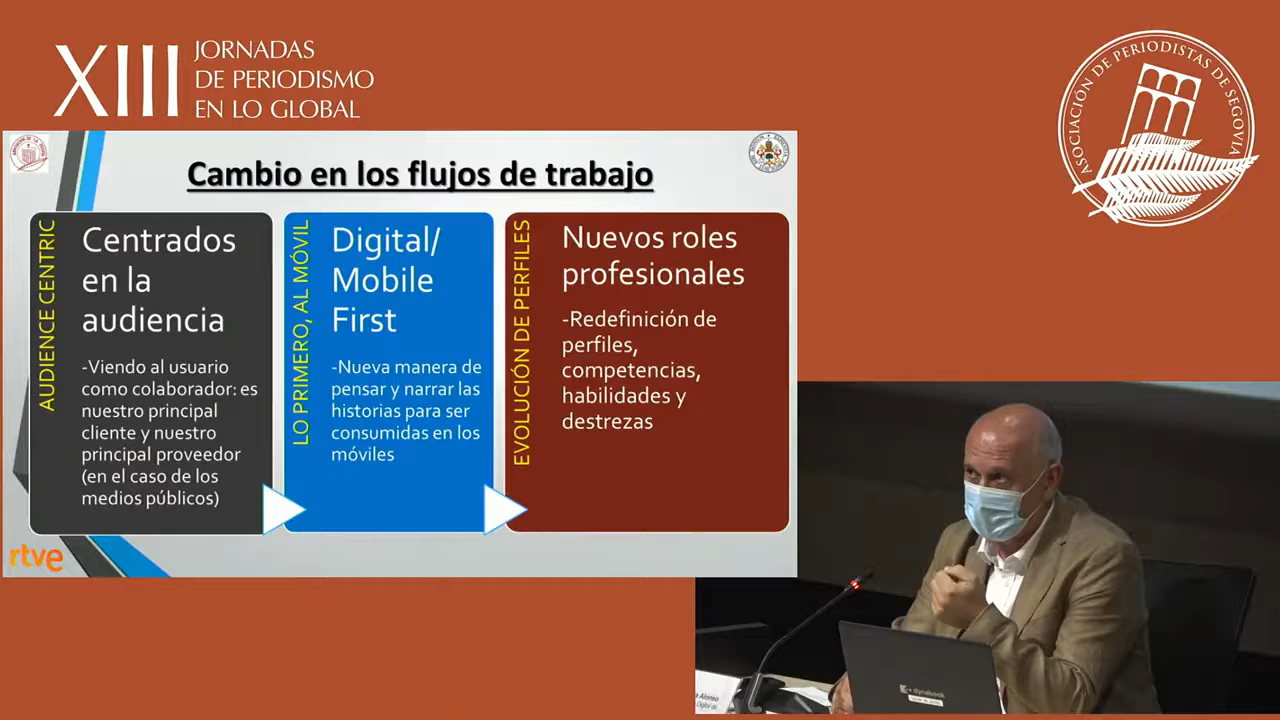 XIII
JORNADAS
DE PERIODISMO
EN LO GLOBAL
ASOCIACIÓN DE PERIODISTAS DE SEGOVIA
Cambio en los flujos de trabajo
AUDIENCE CENTRIC
Centrados
en la
audiencia
-Viendo al usuario
como colaborador: es
nuestro principal
cliente y nuestro
principal proveedor
(en el caso de los
medios públicos)
LO PRIMERO, AL MÓVIL
Digital/
Mobile
First
-Nueva manera de
pensar y narrar las
historias para ser
consumidas en los
móviles
EVOLUCIÓN DE PERFILES
Nuevos roles
profesionales
-Redefinición de
perfiles,
competencias,
habilidades y
destrezas
rtve
Alonso
Digital de
dynabook